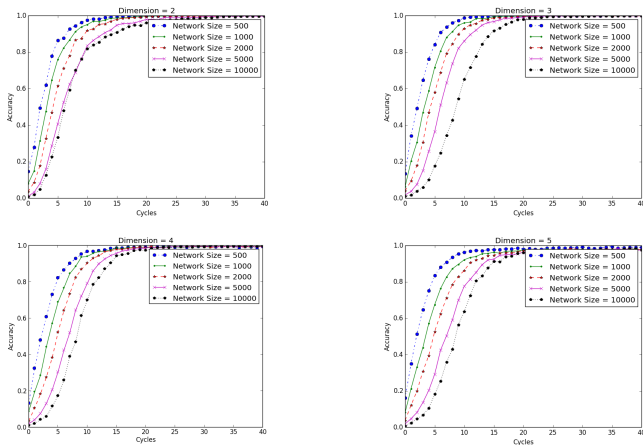 Dimension = 2
1.0
0.8
0.6
0.4
0.2
0.0
Accuracy
0 5 10 15 20 25 30 35 40
Cycles
Network Size = 500
Network Size = 1000
Network Size = 2000
Network Size = 5000
Network Size = 10000
Dimension = 3
1.0
0.8
0.6
0.4
0.2
0.0
Accuracy
0 5 10 15 20 25 30 35 40
Cycles
Network Size = 500
Network Size = 1000
Network Size = 2000
Network Size = 5000
Network Size = 10000
Dimension = 4
1.0
0.8
0.6
0.4
0.2
0.0
Accuracy
0 5 10 15 20 25 30 35 40
Cycles
Network Size = 500
Network Size = 1000
Network Size = 2000
Network Size = 5000
Network Size = 10000
Dimension = 5
1.0
0.8
0.6
0.4
0.2
0.0
Accuracy
0 5 10 15 20 25 30 35 40
Cycles
Network Size = 500
Network Size = 1000
Network Size = 2000
Network Size = 5000
Network Size = 10000